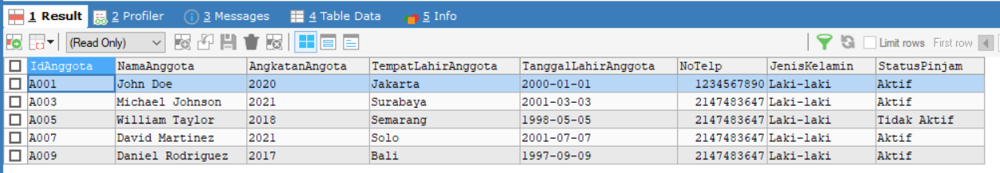 1 Result 2 Profiler 3 Messages 4 Table Data 5 Info
(Read Only) Limit rows First row
IdAnggota NamaAnggota AngkatanAngota TempatLahirAnggota TanggalLahirAnggota NoTelp JenisKelamin StatusPinjam
A001 John Doe 2020 Jakarta 2000-01-01 1234567890 Laki-laki Aktif
A003 Michael Johnson 2021 Surabaya 2001-03-03 2147483647 Laki-laki Aktif
A005 William Taylor 2018 Semarang 1998-05-05 2147483647 Laki-laki Tidak Aktif
A007 David Martinez 2021 Solo 2001-07-07 2147483647 Laki-laki Aktif
A009 Daniel Rodriguez 2017 Bali 1997-09-09 2147483647 Laki-laki Aktif